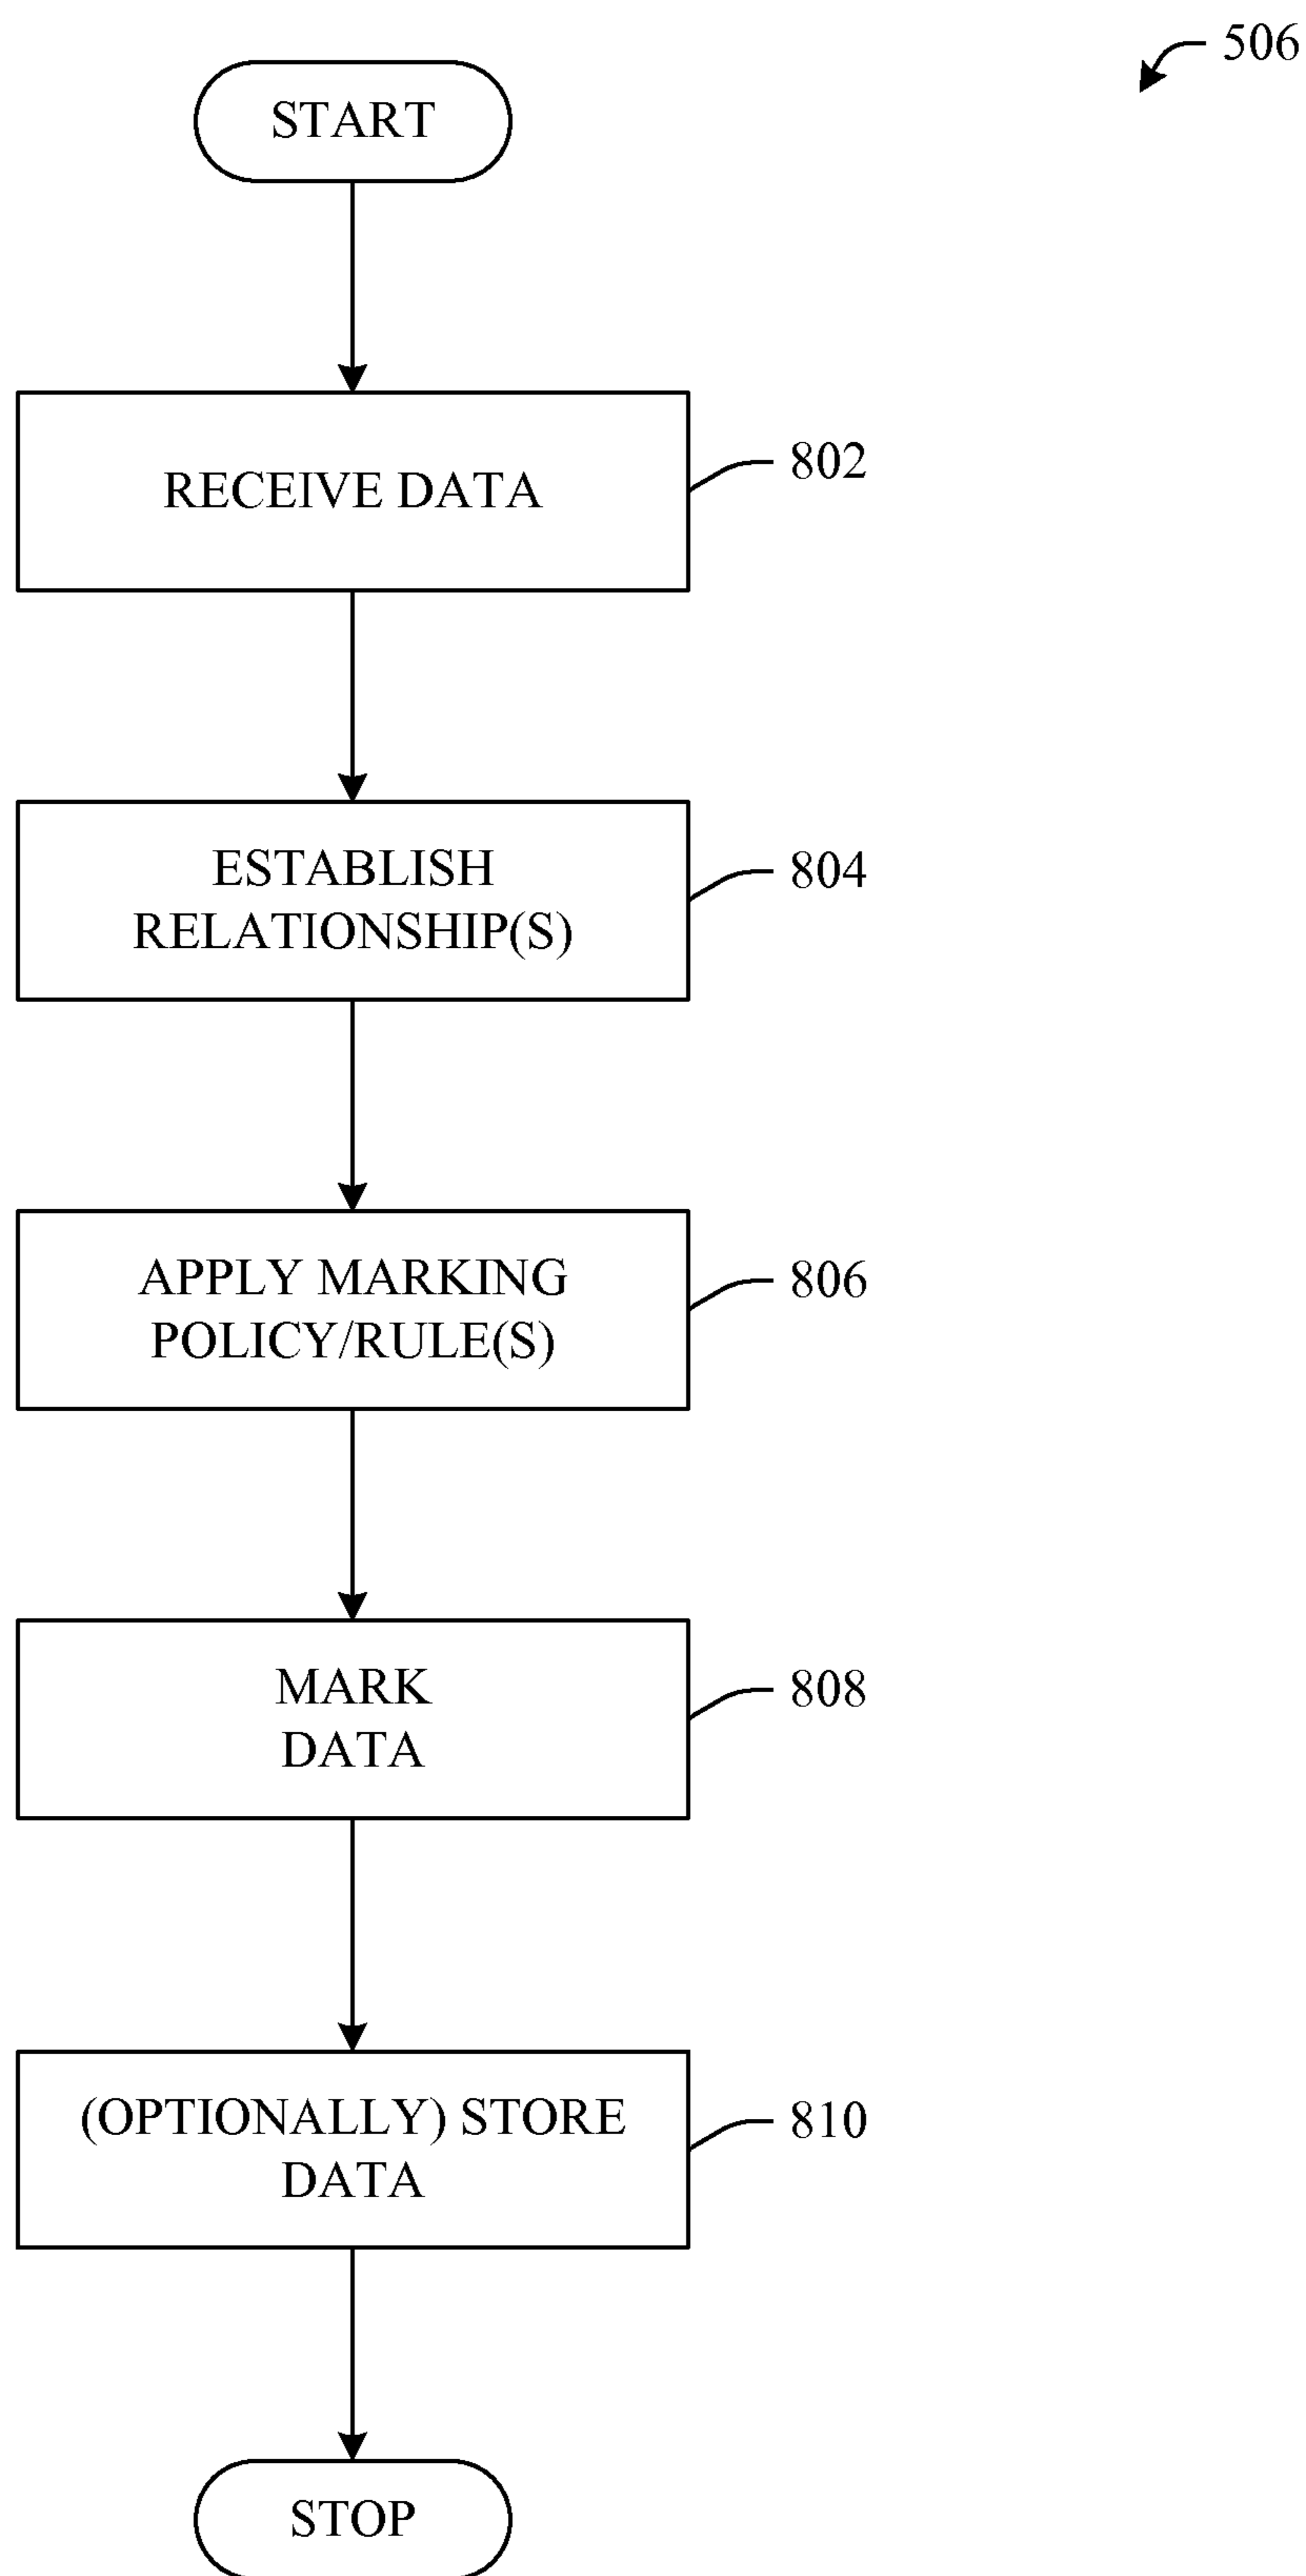 506
START
RECEIVE DATA
802
ESTABLISH
RELATIONSHIP(S)
804
APPLY MARKING
POLICY/RULE(S)
806
MARK
DATA
808
(OPTIONALLY) STORE
DATA
810
STOP